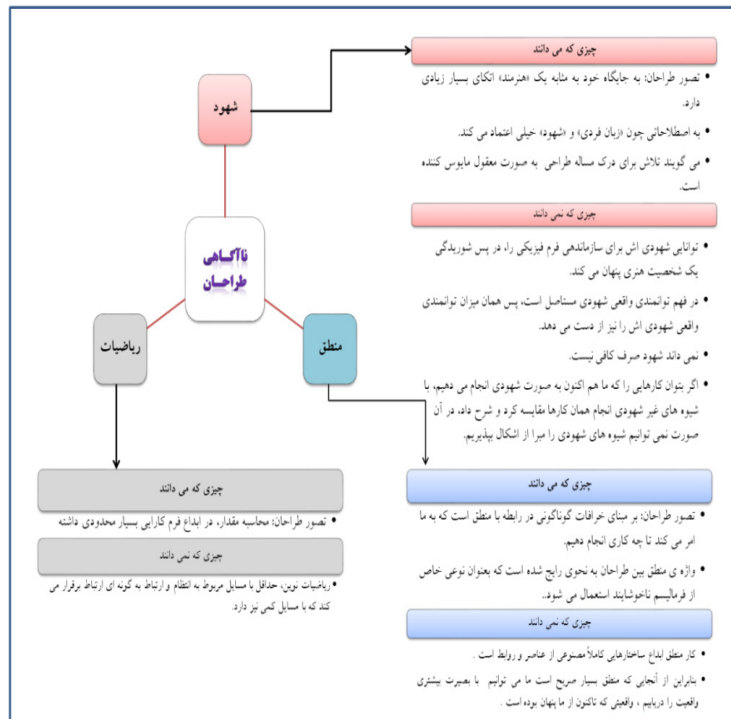 چیزی که می دانند
• تصور طراحان: به جایگاه خود به مثابه یک «هنرمند» اتکای بسیار زیادی
دارد.
• به اصطلاحاتی چون «زبان فردی» و «شهود» خیلی اعتماد می کند.
• می گویند تلاش برای درک مساله طراحی به صورت معقول مایوس کننده
است.
چیزی که نمی دانند
• توانایی شهودی اش برای سازماندهی فرم فیزیکی را، در پس شوریدگی
یک شخصیت هنری پنهان می کند.
• در فهم توانمندی واقعی شهودی مستاصل است، پس همان میزان توانمندی
واقعی شهودی اش را نیز از دست می دهد.
• نمی داند شهود صرف کافی نیست.
• اگر بتوان کارهایی را که ما هم اکنون به صورت شهودی انجام می دهیم، با
شیوه های غیر شهودی انجام همان کارها مقایسه کرد و شرح داد، در آن
صورت نمی توانیم شیوه های شهودی را مبرا از اشکال بپذیریم.
شهود
ناآگاهی
طراحان
منطق
ریاضیات
چیزی که می دانند
• تصور طراحان: بر مبنای خرافات گوناگونی در رابطه با منطق است که به ما
امر می کند تا چه کاری انجام دهیم.
• واژه ی منطق بین طراحان به نحوی رایج شده است که بعنوان نوعی خاص
از فرمالیسم ناخوشایند استعمال می شود..
چیزی که نمی دانند
• کار منطق ابداع ساختارهایی کاملاً مصنوعی از عناصر و روابط است .
• بنابراین از آنجایی که منطق بسیار صریح است ما می توانیم با بصیرت بیشتری
واقعیت را دریابیم ، واقعیتی که تاکنون از ما پنهان بوده است .
چیزی که می دانند
• تصور طراحان: محاسبه مقدار، در ابداع فرم کارایی بسیار محدودی داشته
چیزی که نمی دانند
• ریاضیات نوین، حداقل با مسایل مربوط به انتظام و ارتباط به گونه ای ارتباط برقرار می
کند که با مسایل کمی نیز دارد.